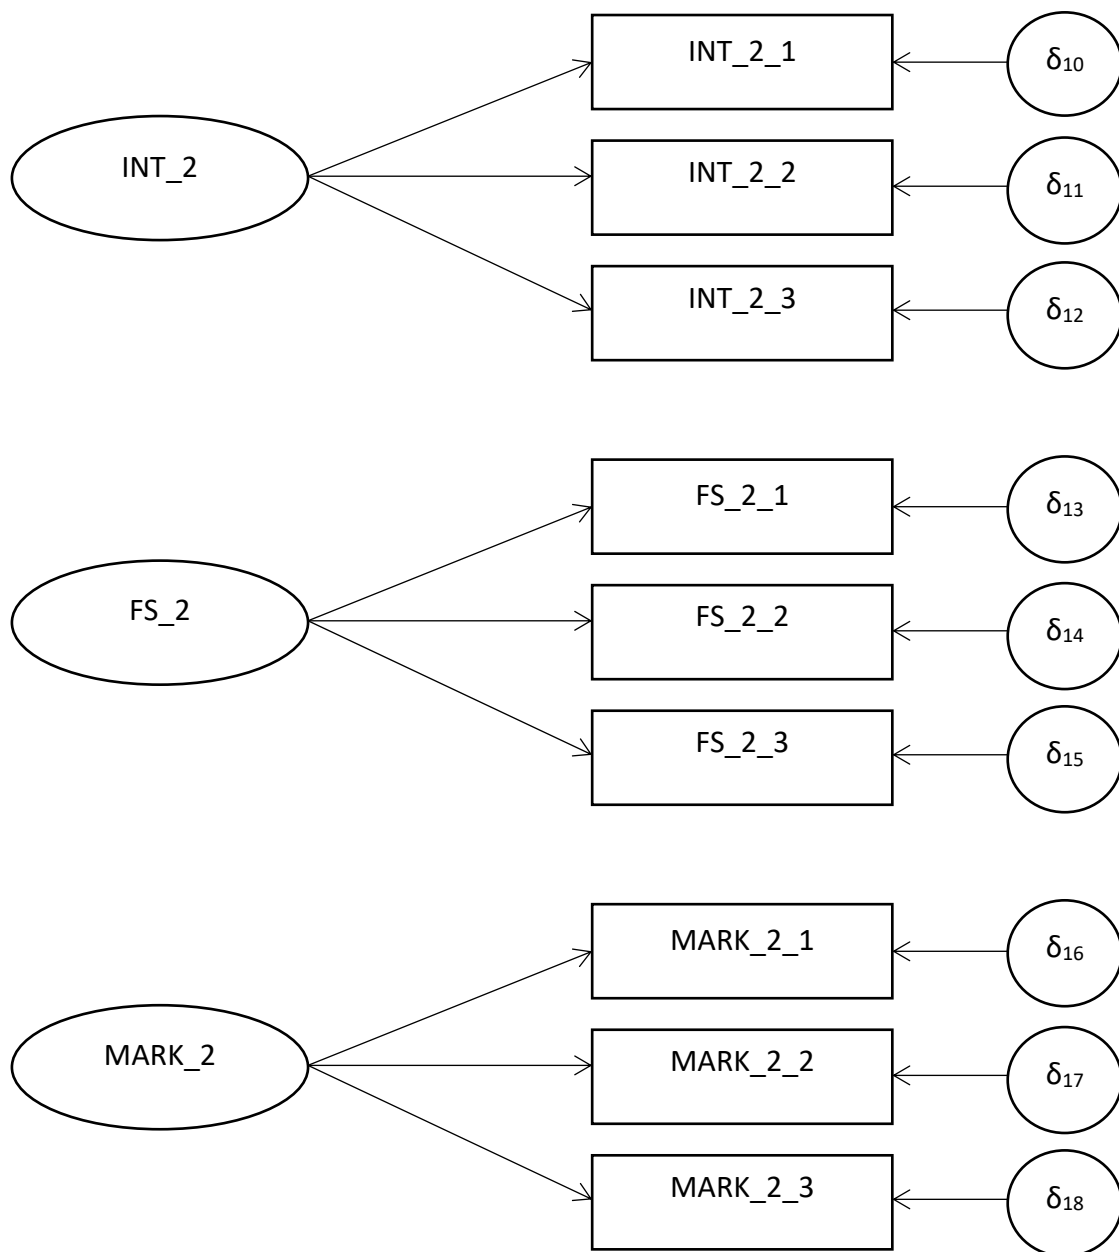 INT_2_1
δ10
INT_2
INT_2_2
δ11
INT_2_3
δ12
FS_2_1
δ13
FS_2
FS_2_2
δ14
FS_2_3
δ15
MARK_2_1
δ16
MARK_2
MARK_2_2
δ17
MARK_2_3
δ18